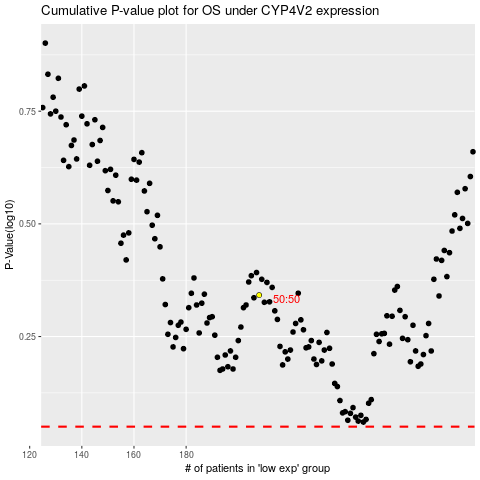 Cumulative P-value plot for OS under CYP4V2 expression
P-Value(log10)
0.75
0.50
0.25
50:50
120 140 160 180
# of patients in 'low exp' group